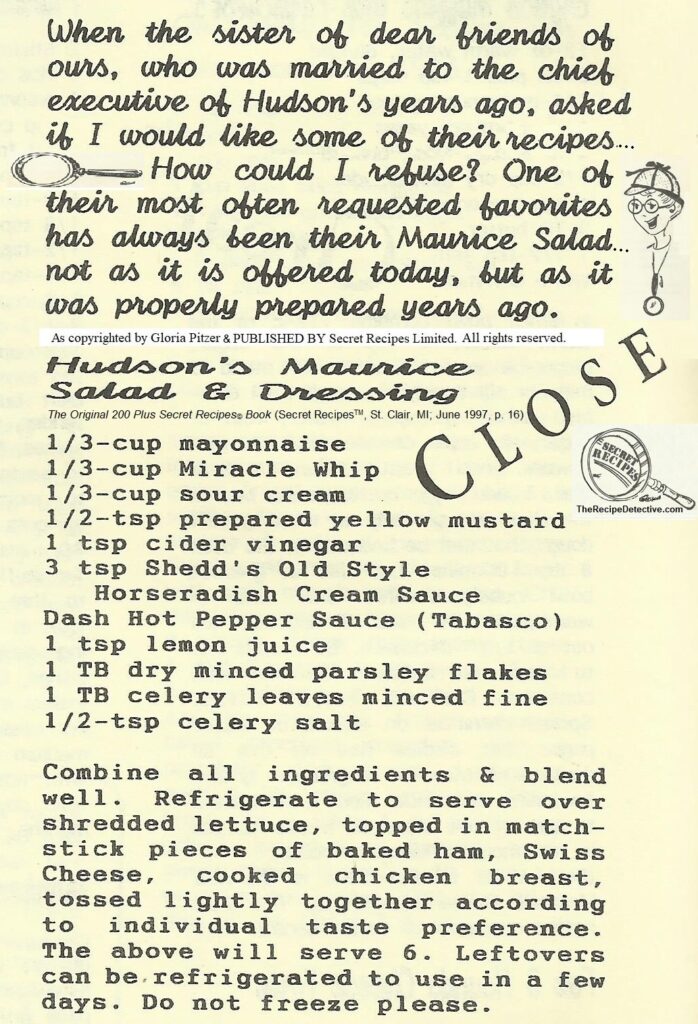 When the sister of dear friends of
ours, who was married to the chief
executive of Hudson's years ago, asked
if I would like some of their recipes...
How could I refuse? One of
their most often requested favorites
has always been their Maurice Salad...
not as it is offered today, but as it
was properly prepared years ago.
As copyrighted by Gloria Pitzer & PUBLISHED BY Secret Recipes Limited. All rights reserved.
Hudson's Maurice
Salad & Dressing
The Original 200 Plus Secret Recipes® Book (Secret Recipes™, St. Clair, MI; June 1997, p. 16)
CLOSE
SECRET
RECIPES
TheRecipeDetective.com
1/3-cup mayonnaise
1/3-cup Miracle Whip
1/3-cup sour cream
1/2-tsp prepared yellow mustard
1 tsp cider vinegar
3 tsp Shedd's Old Style
Horseradish Cream Sauce
Dash Hot Pepper Sauce (Tabasco)
1 tsp lemon juice
1 TB dry minced parsley flakes
1 TB celery leaves minced fine
1/2-tsp celery salt
Combine all ingredients & blend
well. Refrigerate to serve over
shredded lettuce, topped in match-
stick pieces of baked ham, Swiss
Cheese, cooked chicken breast,
tossed lightly together according
to individual taste preference.
The above will serve 6. Leftovers
can be refrigerated to use in a few
days. Do not freeze please.